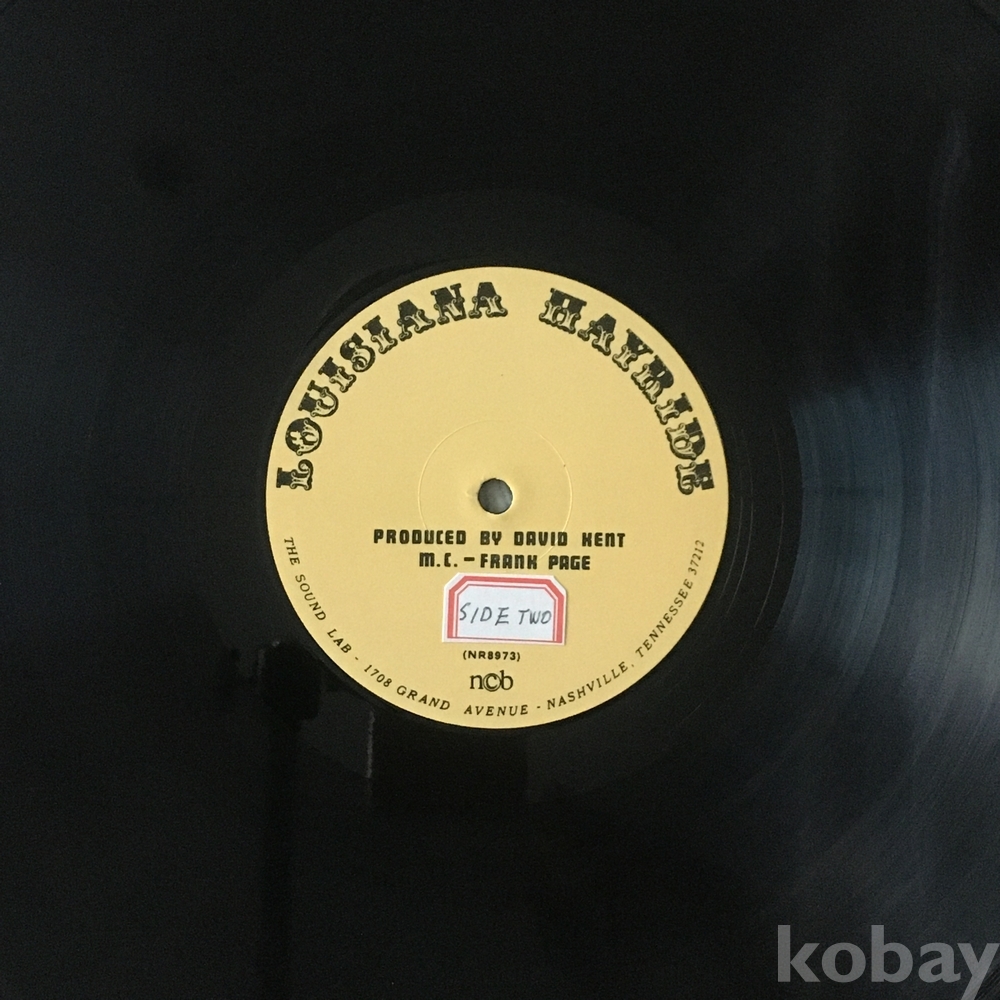 LOUISIANA HAYRIDE
PRODUCED BY DAVID KENT
M.C. - FRANK PAGE
SIDE TWO
(NR8973)
ncb
THE SOUND LAB - 1708 GRAND AVENUE - NASHVILLE, TENNESSEE 37212
kobay